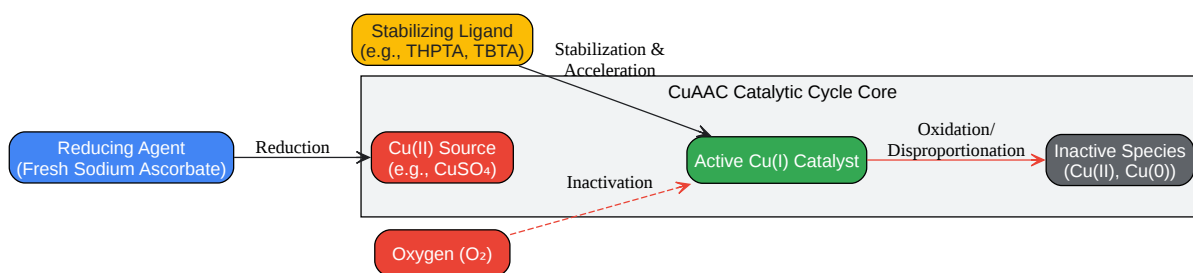 Stabilizing Ligand
(e.g., THPTA, TBTA)
Stabilization &
Acceleration
CuAAC Catalytic Cycle Core
Reducing Agent
(Fresh Sodium Ascorbate)
Reduction
Cu(II) Source
(e.g., CuSO₄)
Active Cu(I) Catalyst
Oxidation/
Disproportionation
Inactive Species
(Cu(II), Cu(0))
Inactivation
Oxygen (O₂)